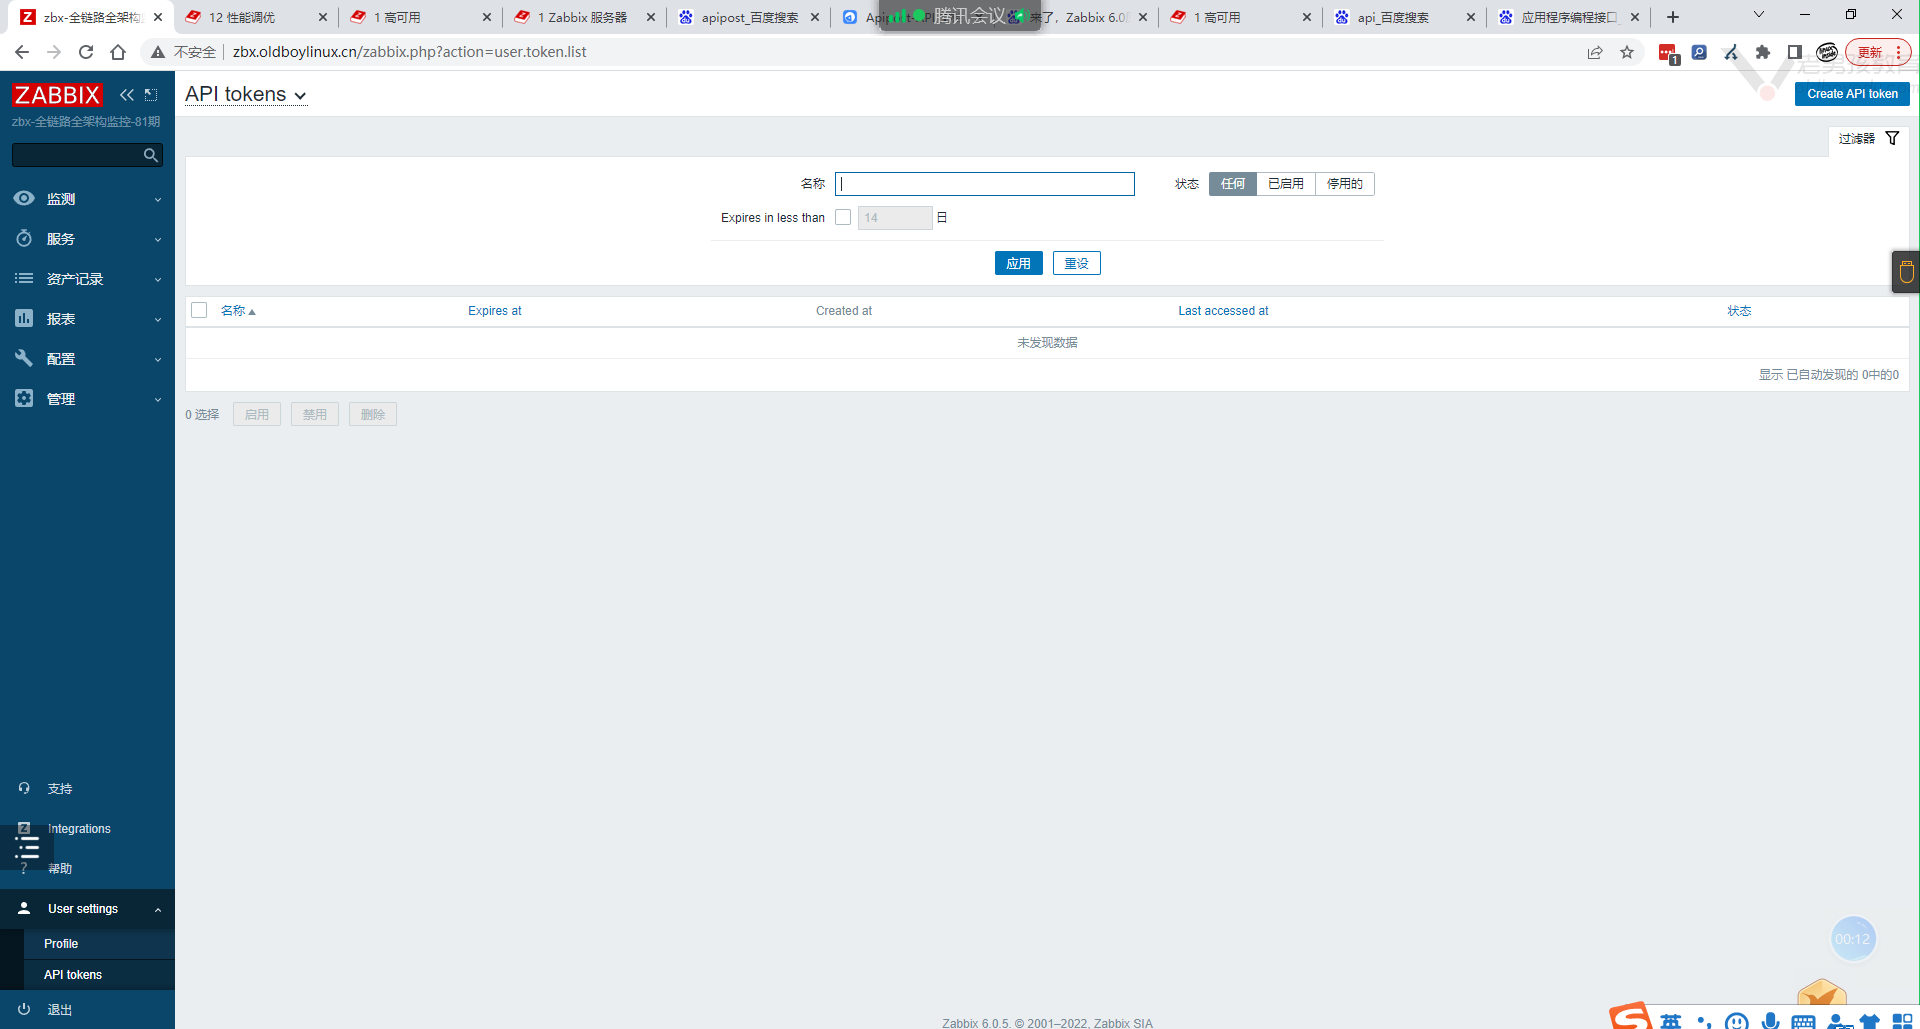 zbx-全链路全架构
12 性能调优
1 高可用
1 Zabbix 服务器
apipost_百度搜索
腾讯会议
来了，Zabbix 6.0
1 高可用
api_百度搜索
应用程序编程接口
不安全
zbx.oldboylinux.cn/zabbix.php?action=user.token.list
1
更新
ZABBIX
API tokens
老男孩教育
Create API token
zbx-全链路全架构监控-81期
过滤器
名称
状态
任何
已启用
停用的
监测
Expires in less than
14
日
服务
应用
重设
资产记录
名称
Expires at
Created at
Last accessed at
状态
报表
未发现数据
配置
显示 已自动发现的 0中的0
管理
0 选择
启用
禁用
删除
支持
Integrations
帮助
User settings
Profile
00:12
API tokens
退出
Zabbix 6.0.5. © 2001–2022, Zabbix SIA
英